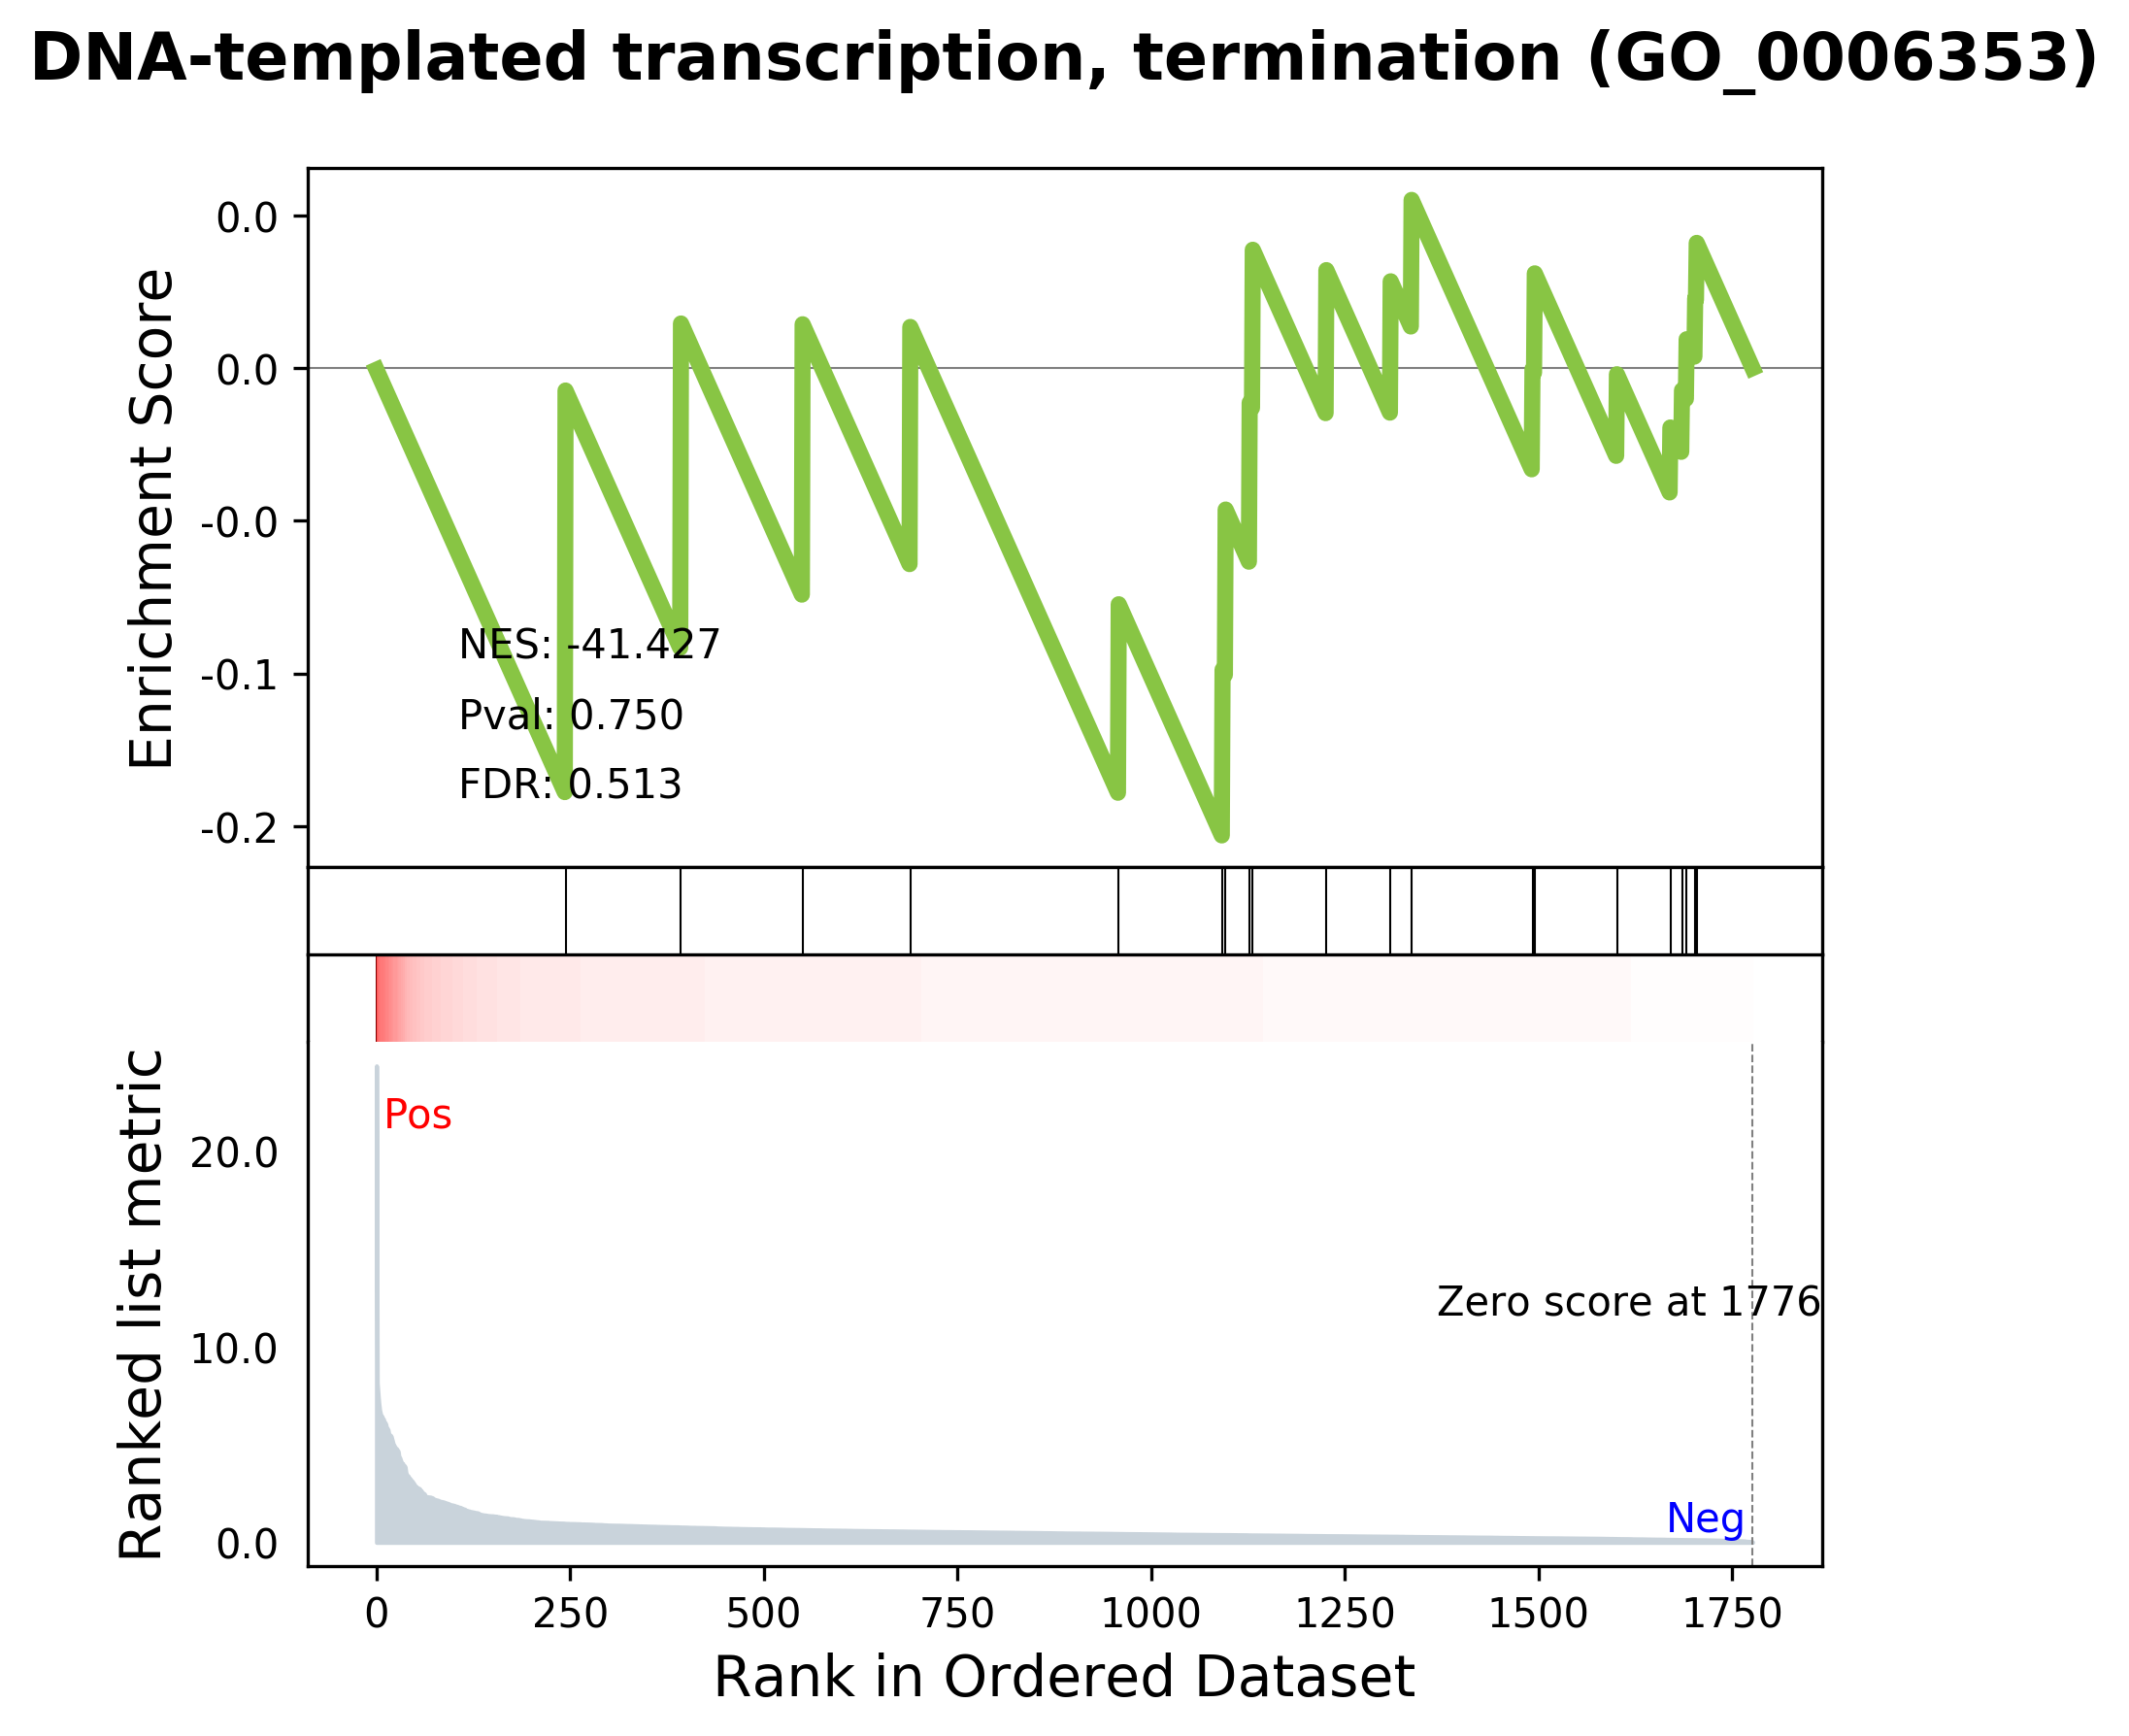 DNA-templated transcription, termination (GO_0006353)
Enrichment Score
0.0
0.0
-0.0
-0.1
-0.2
NES: -41.427
Pval: 0.750
FDR: 0.513
Ranked list metric
20.0
10.0
0.0
Pos
Zero score at 1776
Neg
0 250 500 750 1000 1250 1500 1750
Rank in Ordered Dataset